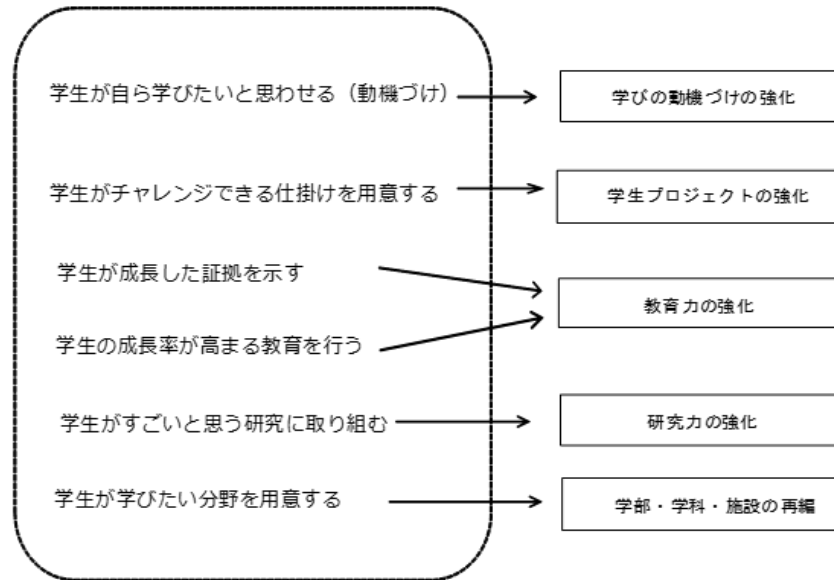 学生が自ら学びたいと思わせる（動機づけ）
学びの動機づけの強化
学生がチャレンジできる仕掛けを用意する
学生プロジェクトの強化
学生が成長した証拠を示す
学生の成長率が高まる教育を行う
教育力の強化
学生がすごいと思う研究に取り組む
研究力の強化
学生が学びたい分野を用意する
学部・学科・施設の再編